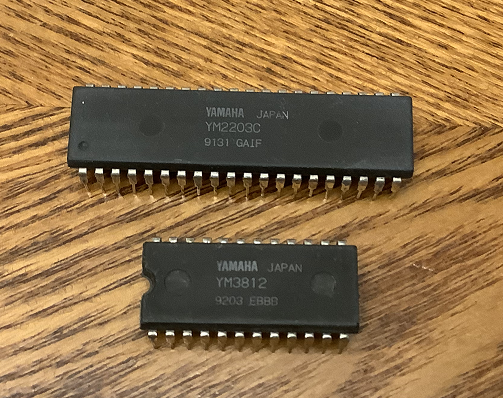 YAMAHA JAPAN
YM2203C
9131 GAIF
YAMAHA JAPAN
YM3812
9203 EBBB